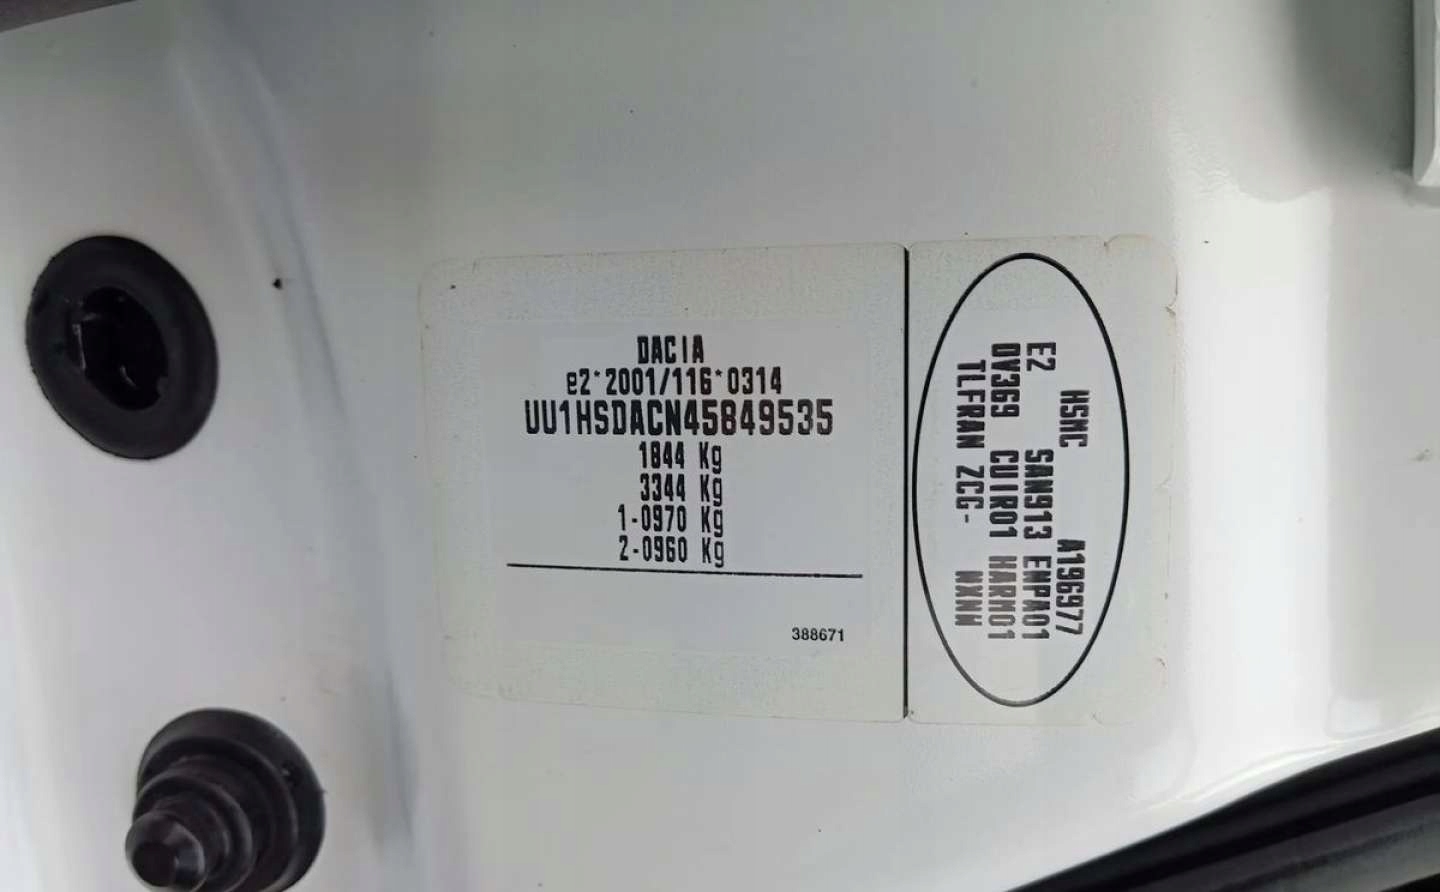 DACIA
e2*2001/116*0314
UU1HSDACN45849535
1844 Kg
3344 Kg
1-0970 Kg
2-0960 Kg
388671
HSMC A196977
E2 SAN913 ENPA01
DV369 CUIR01 HARM01
TLFRAN ZCG- NXNN